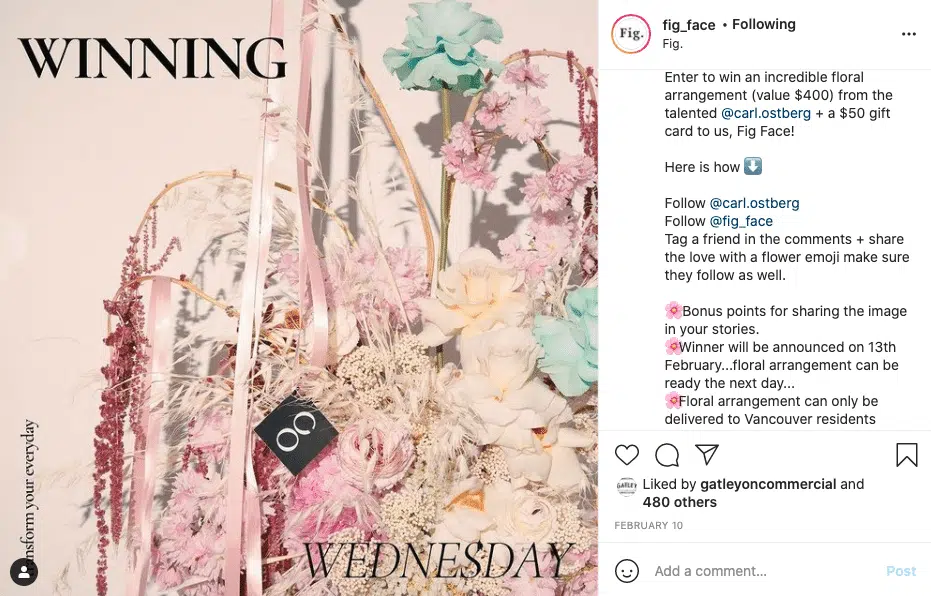 WINNING
CO
transform your everyday
WEDNESDAY
Fig.
fig_face • Following
Fig.
Enter to win an incredible floral
arrangement (value $400) from the
talented @carl.ostberg + a $50 gift
card to us, Fig Face!
Here is how ⬇️
Follow @carl.ostberg
Follow @fig_face
Tag a friend in the comments + share
the love with a flower emoji make sure
they follow as well.
🌸Bonus points for sharing the image
in your stories.
🌸Winner will be announced on 13th
February...floral arrangement can be
ready the next day...
🌸Floral arrangement can only be
delivered to Vancouver residents
GATLEY
Liked by gatleyoncommercial and
480 others
FEBRUARY 10
Add a comment...
Post